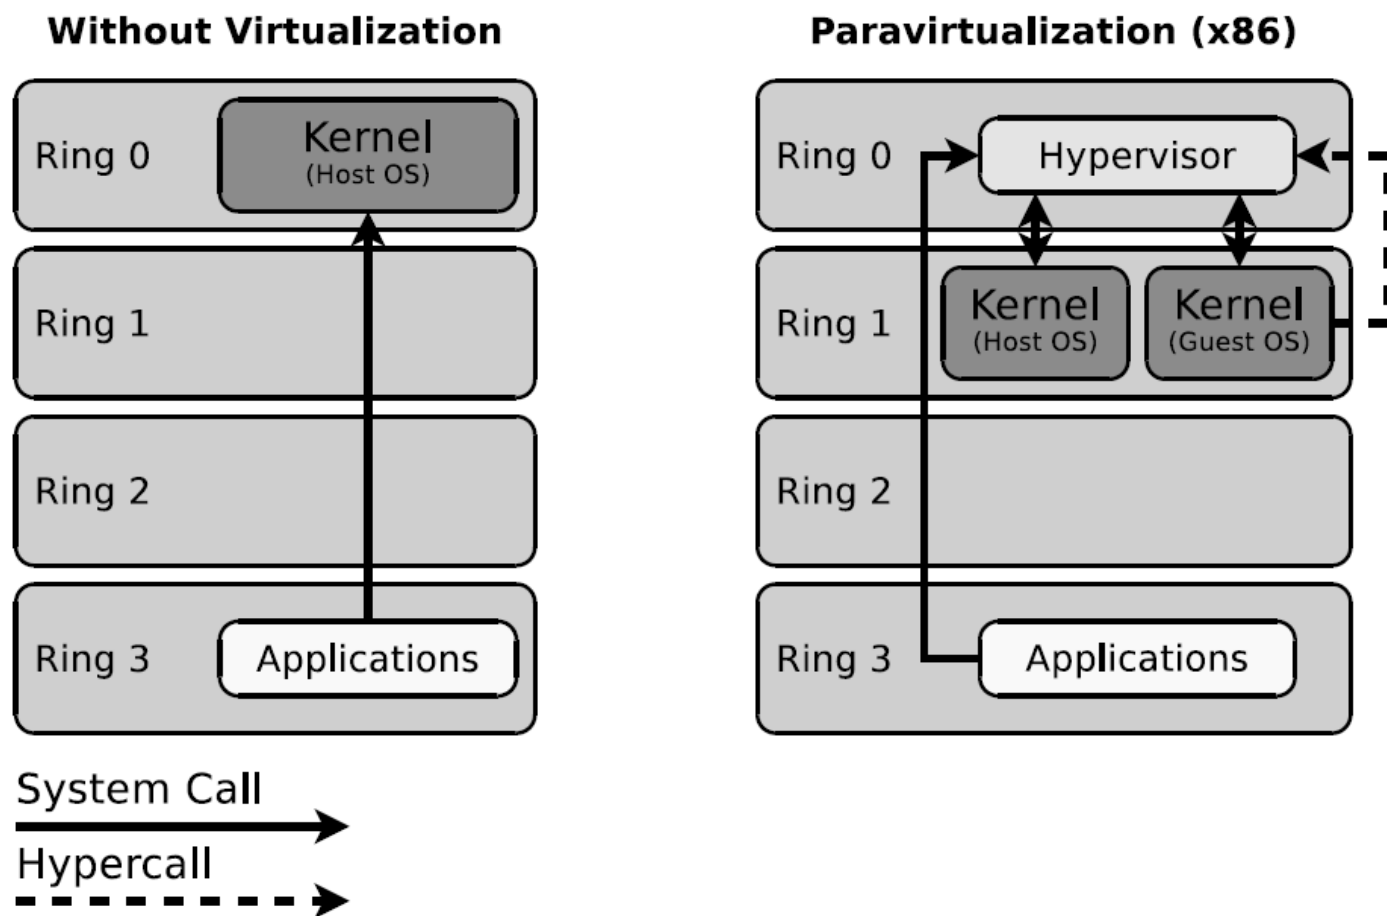 Without Virtualization
Ring 0
Kernel
(Host OS)
Ring 1
Ring 2
Ring 3
Applications
Paravirtualization (x86)
Ring 0
Hypervisor
Ring 1
Kernel
(Host OS)
Kernel
(Guest OS)
Ring 2
Ring 3
Applications
System Call
Hypercall